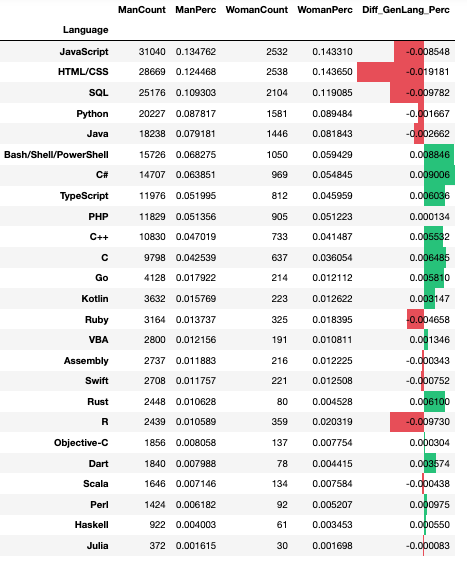 ManCount ManPerc WomanCount WomanPerc Diff_GenLang_Perc
Language
JavaScript 31040 0.134762 2532 0.143310 -0.008548
HTML/CSS 28669 0.124468 2538 0.143650 -0.019181
SQL 25176 0.109303 2104 0.119085 -0.009782
Python 20227 0.087817 1581 0.089484 -0.001667
Java 18238 0.079181 1446 0.081843 -0.002662
Bash/Shell/PowerShell 15726 0.068275 1050 0.059429 0.008846
C# 14707 0.063851 969 0.054845 0.009006
TypeScript 11976 0.051995 812 0.045959 0.006036
PHP 11829 0.051356 905 0.051223 0.000134
C++ 10830 0.047019 733 0.041487 0.005532
C 9798 0.042539 637 0.036054 0.006485
Go 4128 0.017922 214 0.012112 0.005810
Kotlin 3632 0.015769 223 0.012622 0.003147
Ruby 3164 0.013737 325 0.018395 -0.004658
VBA 2800 0.012156 191 0.010811 0.001346
Assembly 2737 0.011883 216 0.012225 -0.000343
Swift 2708 0.011757 221 0.012508 -0.000752
Rust 2448 0.010628 80 0.004528 0.006100
R 2439 0.010589 359 0.020319 -0.009730
Objective-C 1856 0.008058 137 0.007754 0.000304
Dart 1840 0.007988 78 0.004415 0.003574
Scala 1646 0.007146 134 0.007584 -0.000438
Perl 1424 0.006182 92 0.005207 0.000975
Haskell 922 0.004003 61 0.003453 0.000550
Julia 372 0.001615 30 0.001698 -0.000083